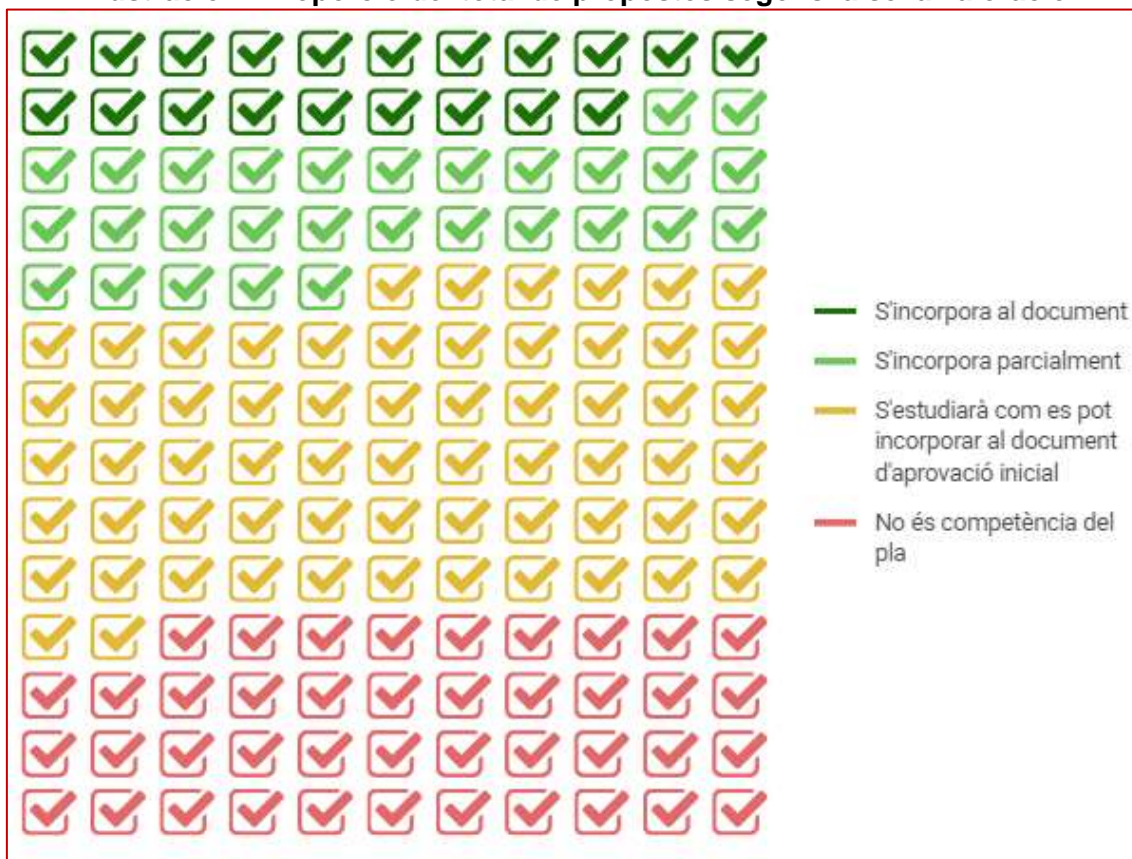 S'incorpora al document
S'incorpora parcialment
S'estudiarà com es pot
incorporar al document
d'aprovació inicial
No és competència del
pla